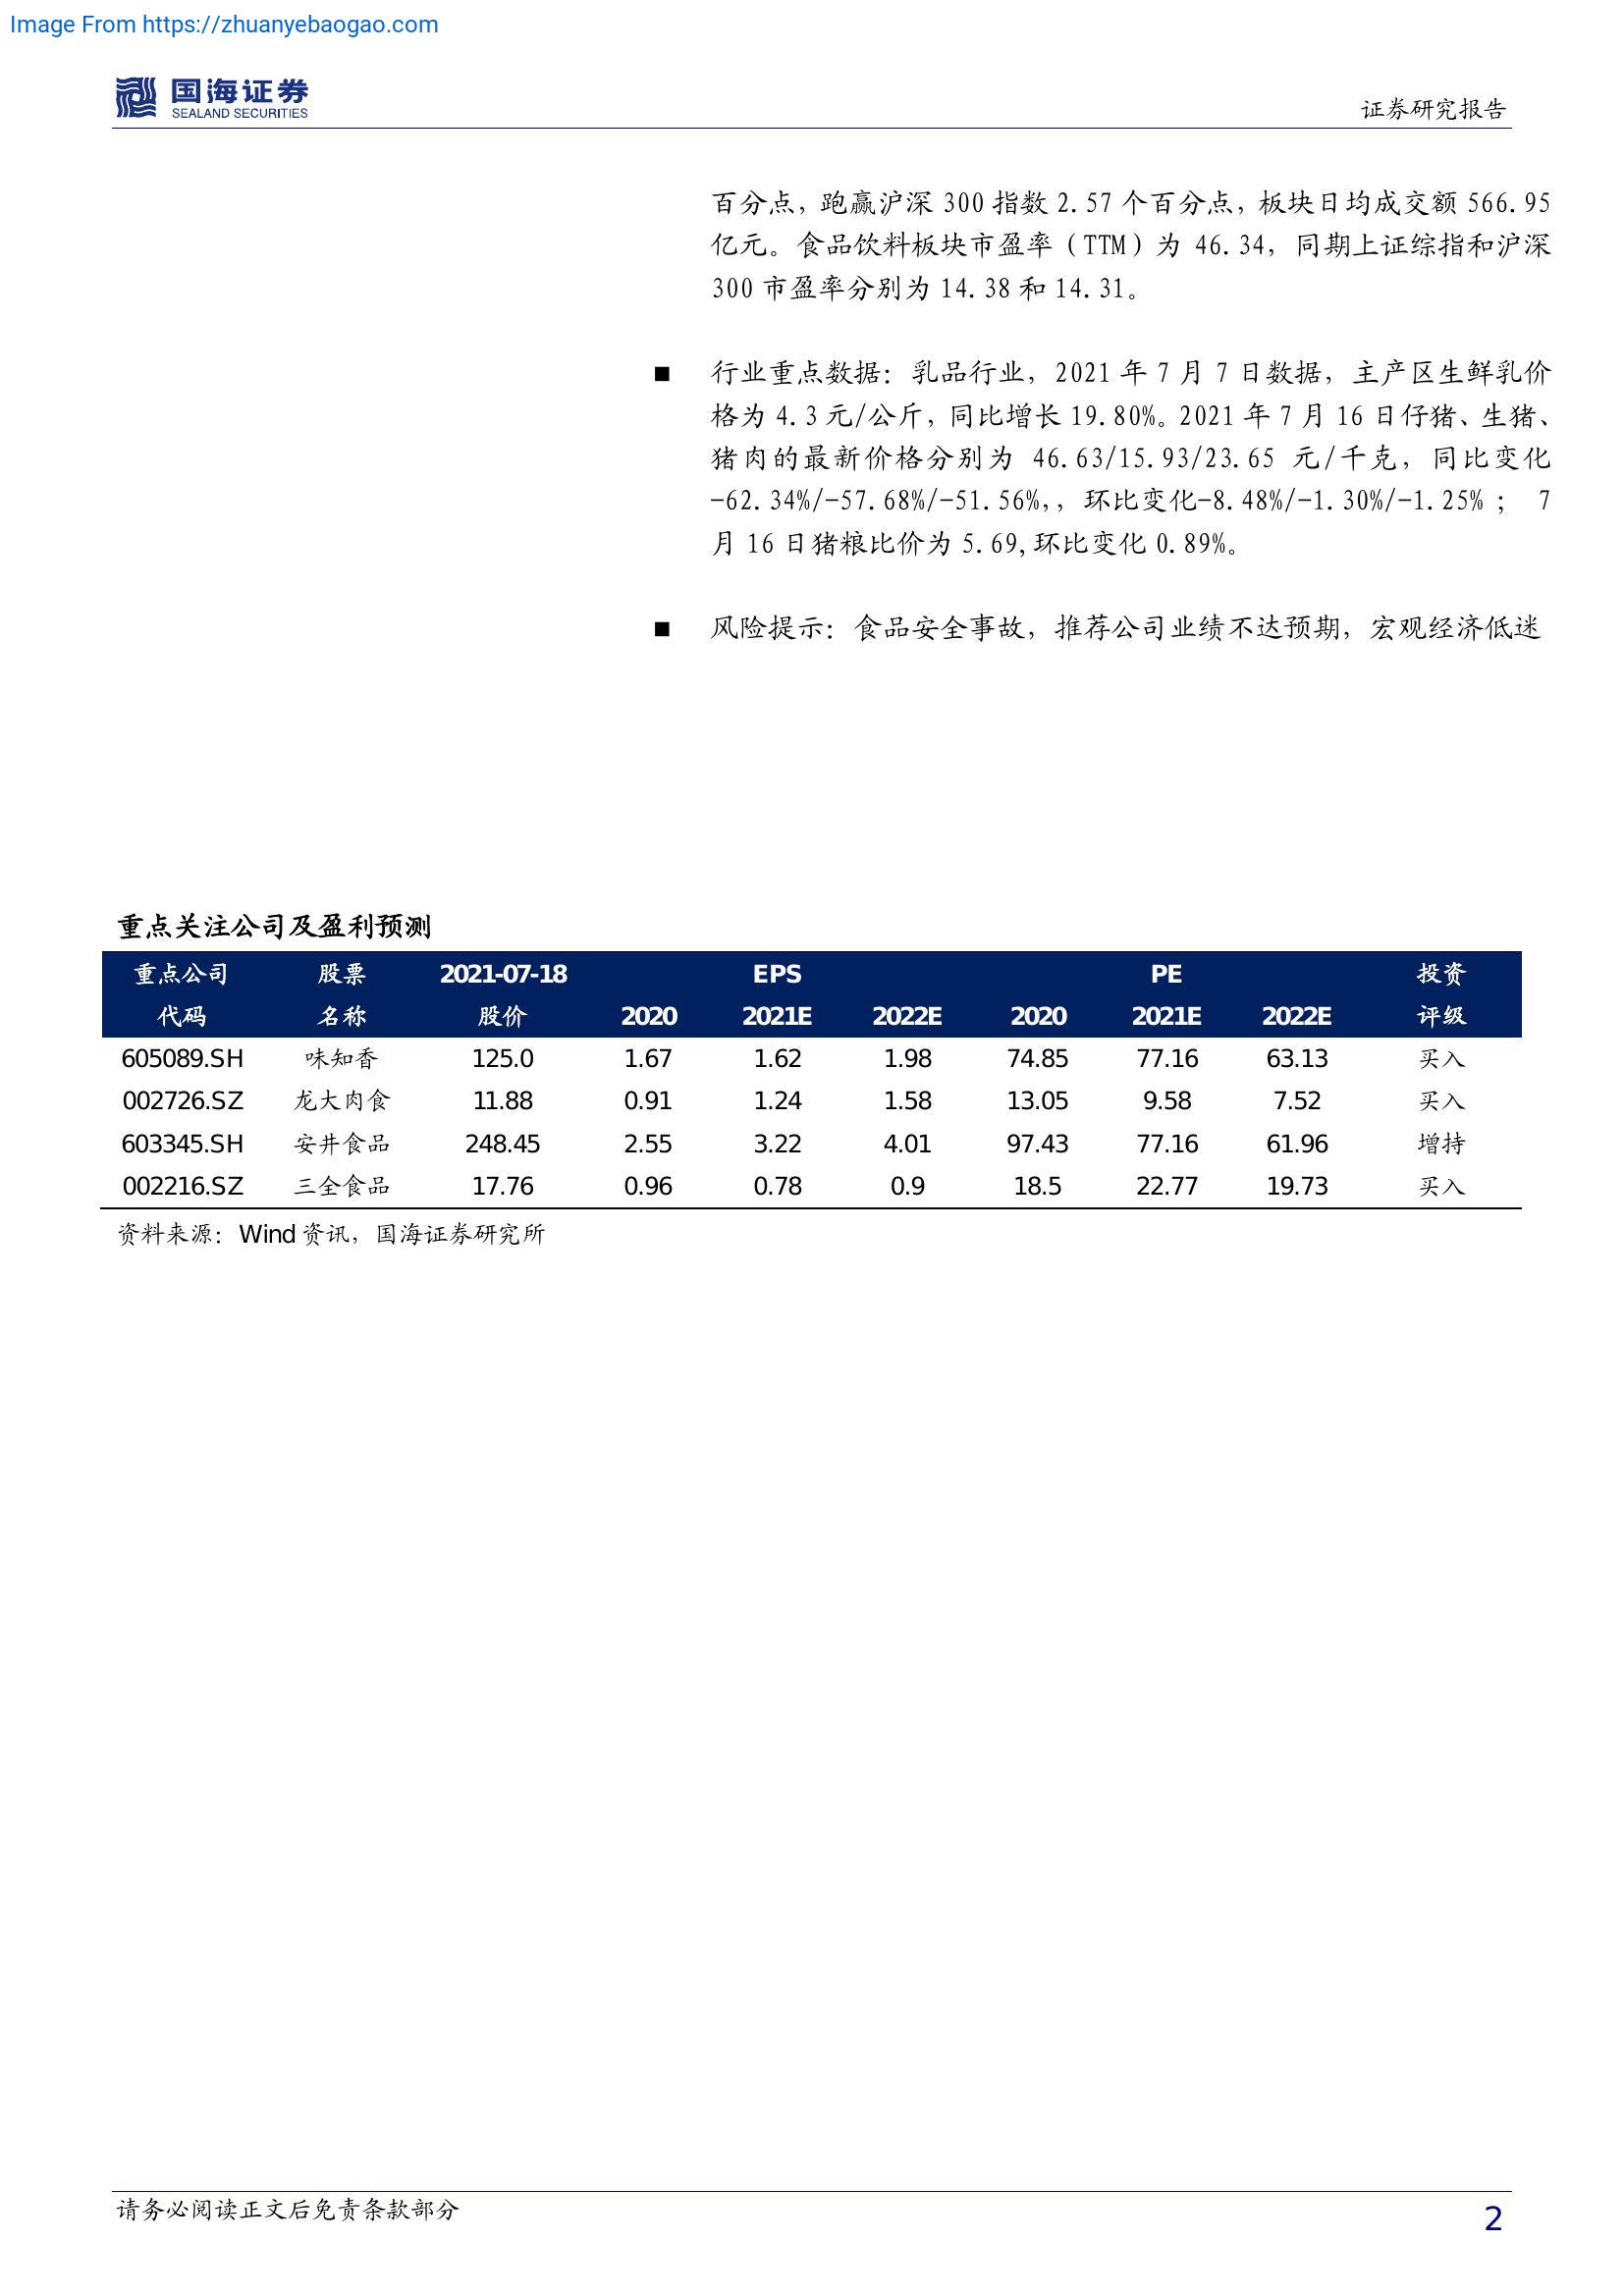 Image From https://zhuanyebaogao.com
国海证券
SEALAND SECURITIES
证券研究报告
百分点，跑赢沪深 300 指数 2.57 个百分点，板块日均成交额 566.95
亿元。食品饮料板块市盈率（TTM）为 46.34，同期上证综指和沪深
300 市盈率分别为 14.38 和 14.31。
■ 行业重点数据：乳品行业，2021 年 7 月 7 日数据，主产区生鲜乳价
格为 4.3 元/公斤，同比增长 19.80%。2021 年 7 月 16 日仔猪、生猪、
猪肉的最新价格分别为 46.63/15.93/23.65 元/千克，同比变化
-62.34%/-57.68%/-51.56%,，环比变化-8.48%/-1.30%/-1.25% ； 7
月 16 日猪粮比价为 5.69,环比变化 0.89%。
■ 风险提示：食品安全事故，推荐公司业绩不达预期，宏观经济低迷
重点关注公司及盈利预测
重点公司 股票 2021-07-18 EPS PE 投资
代码 名称 股价 2020 2021E 2022E 2020 2021E 2022E 评级
605089.SH 味知香 125.0 1.67 1.62 1.98 74.85 77.16 63.13 买入
002726.SZ 龙大肉食 11.88 0.91 1.24 1.58 13.05 9.58 7.52 买入
603345.SH 安井食品 248.45 2.55 3.22 4.01 97.43 77.16 61.96 增持
002216.SZ 三全食品 17.76 0.96 0.78 0.9 18.5 22.77 19.73 买入
资料来源：Wind 资讯，国海证券研究所
请务必阅读正文后免责条款部分
2